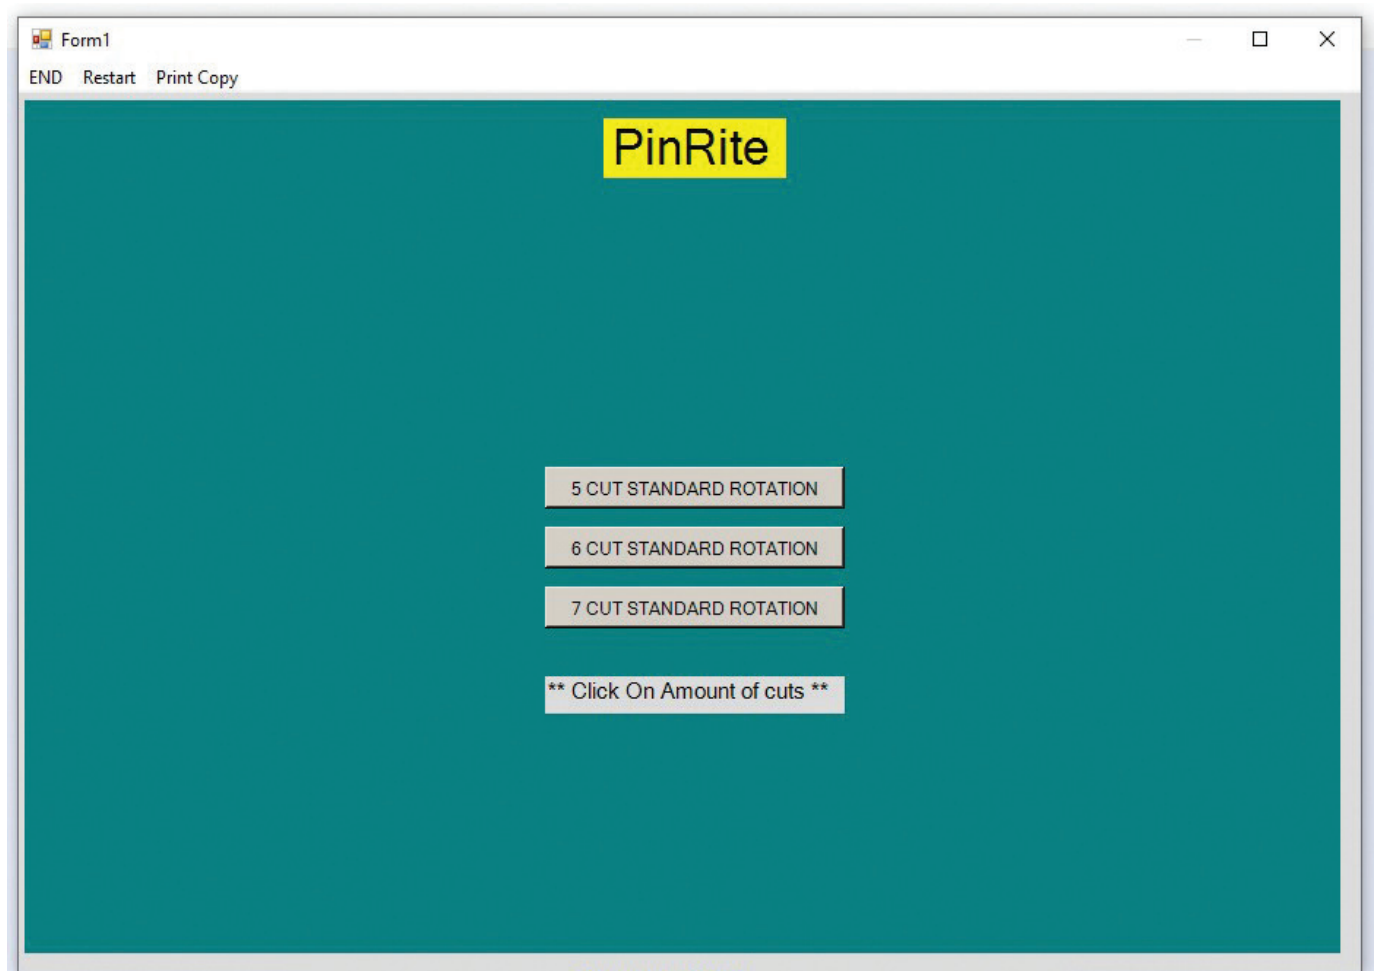 Form1
END Restart Print Copy
PinRite
5 CUT STANDARD ROTATION
6 CUT STANDARD ROTATION
7 CUT STANDARD ROTATION
** Click On Amount of cuts **